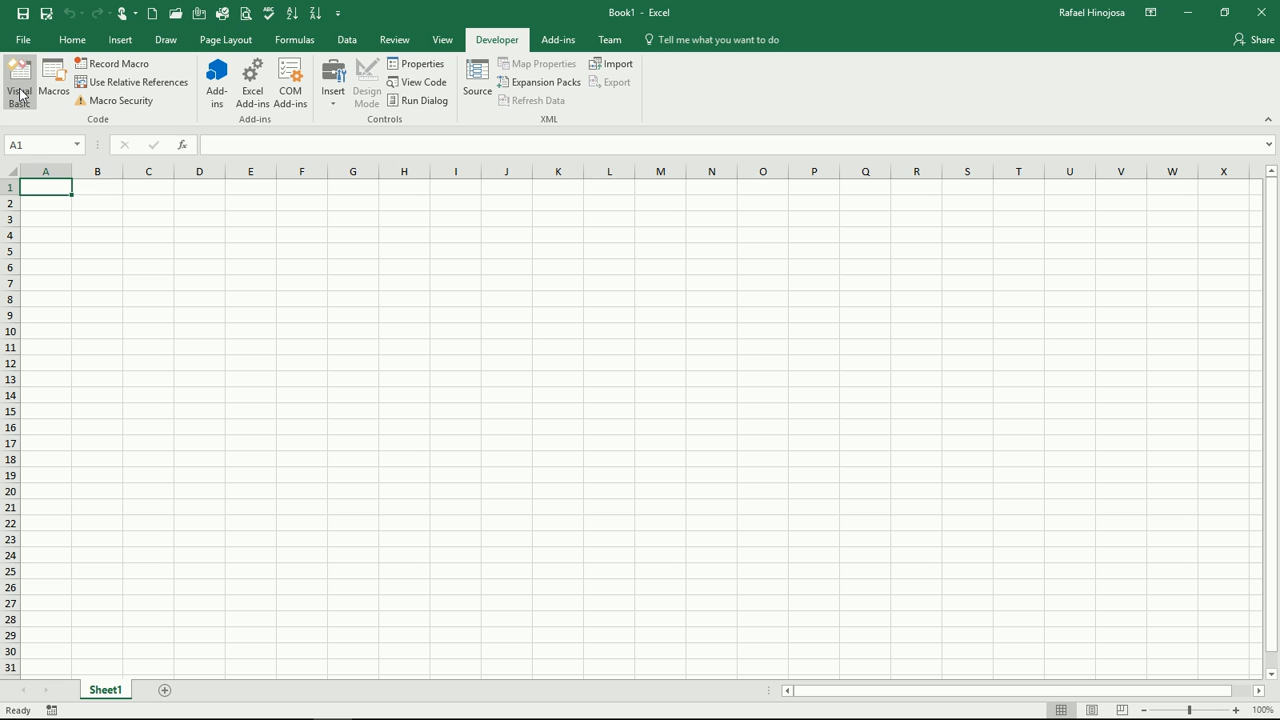 Book1 - Excel
Rafael Hinojosa
File Home Insert Draw Page Layout Formulas Data Review View Developer Add-ins Team Tell me what you want to do Share
Visual Basic
Macros
Record Macro
Use Relative References
Macro Security
Code
Add-ins
Excel Add-ins
COM Add-ins
Add-ins
Insert
Design Mode
Properties
View Code
Run Dialog
Controls
Source
Map Properties
Expansion Packs
Refresh Data
Import
Export
XML
A1
fx
A B C D E F G H I J K L M N O P Q R S T U V W X
1
2
3
4
5
6
7
8
9
10
11
12
13
14
15
16
17
18
19
20
21
22
23
24
25
26
27
28
29
30
31
Sheet1
Ready
100%